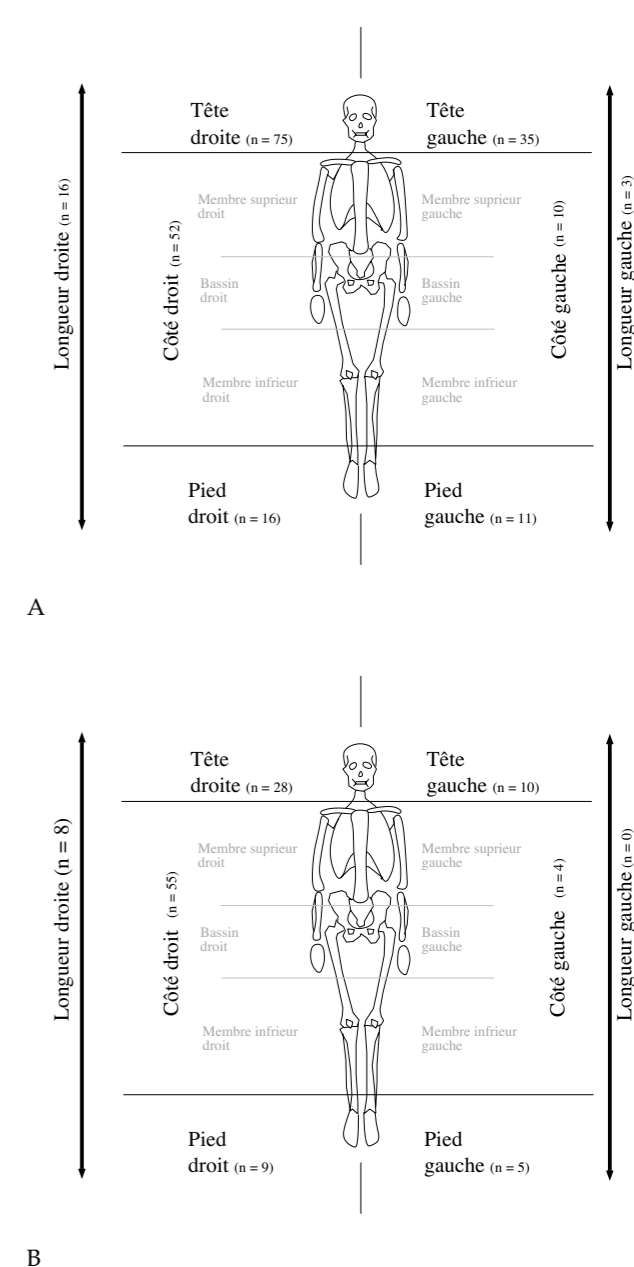 Tête
droite (n = 75)
Tête
gauche (n = 35)
Longueur droite (n = 16)
Côté droit (n = 52)
Membre suprieur
droit
Membre suprieur
gauche
Bassin
droit
Bassin
gauche
Membre infrieur
droit
Membre infrieur
gauche
Côté gauche (n = 10)
Longueur gauche (n = 3)
Pied
droit (n = 16)
Pied
gauche (n = 11)
A
Tête
droite (n = 28)
Tête
gauche (n = 10)
Longueur droite (n = 8)
Côté droit (n = 55)
Membre suprieur
droit
Membre suprieur
gauche
Bassin
droit
Bassin
gauche
Membre infrieur
droit
Membre infrieur
gauche
Côté gauche (n = 4)
Longueur gauche (n = 0)
Pied
droit (n = 9)
Pied
gauche (n = 5)
B